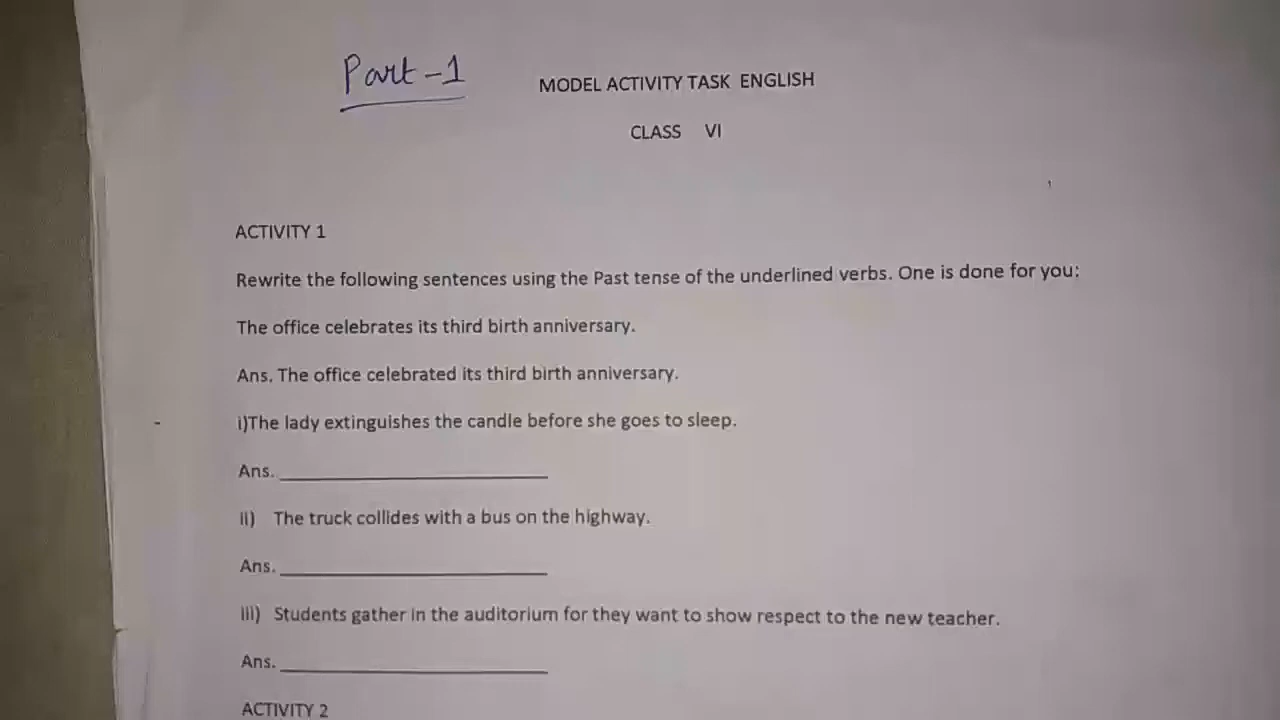 Part-1
MODEL ACTIVITY TASK ENGLISH
CLASS VI
ACTIVITY 1
Rewrite the following sentences using the Past tense of the underlined verbs. One is done for you:
The office celebrates its third birth anniversary.
Ans. The office celebrated its third birth anniversary.
i)The lady extinguishes the candle before she goes to sleep.
Ans.
ii) The truck collides with a bus on the highway.
Ans.
iii) Students gather in the auditorium for they want to show respect to the new teacher.
Ans.
ACTIVITY 2